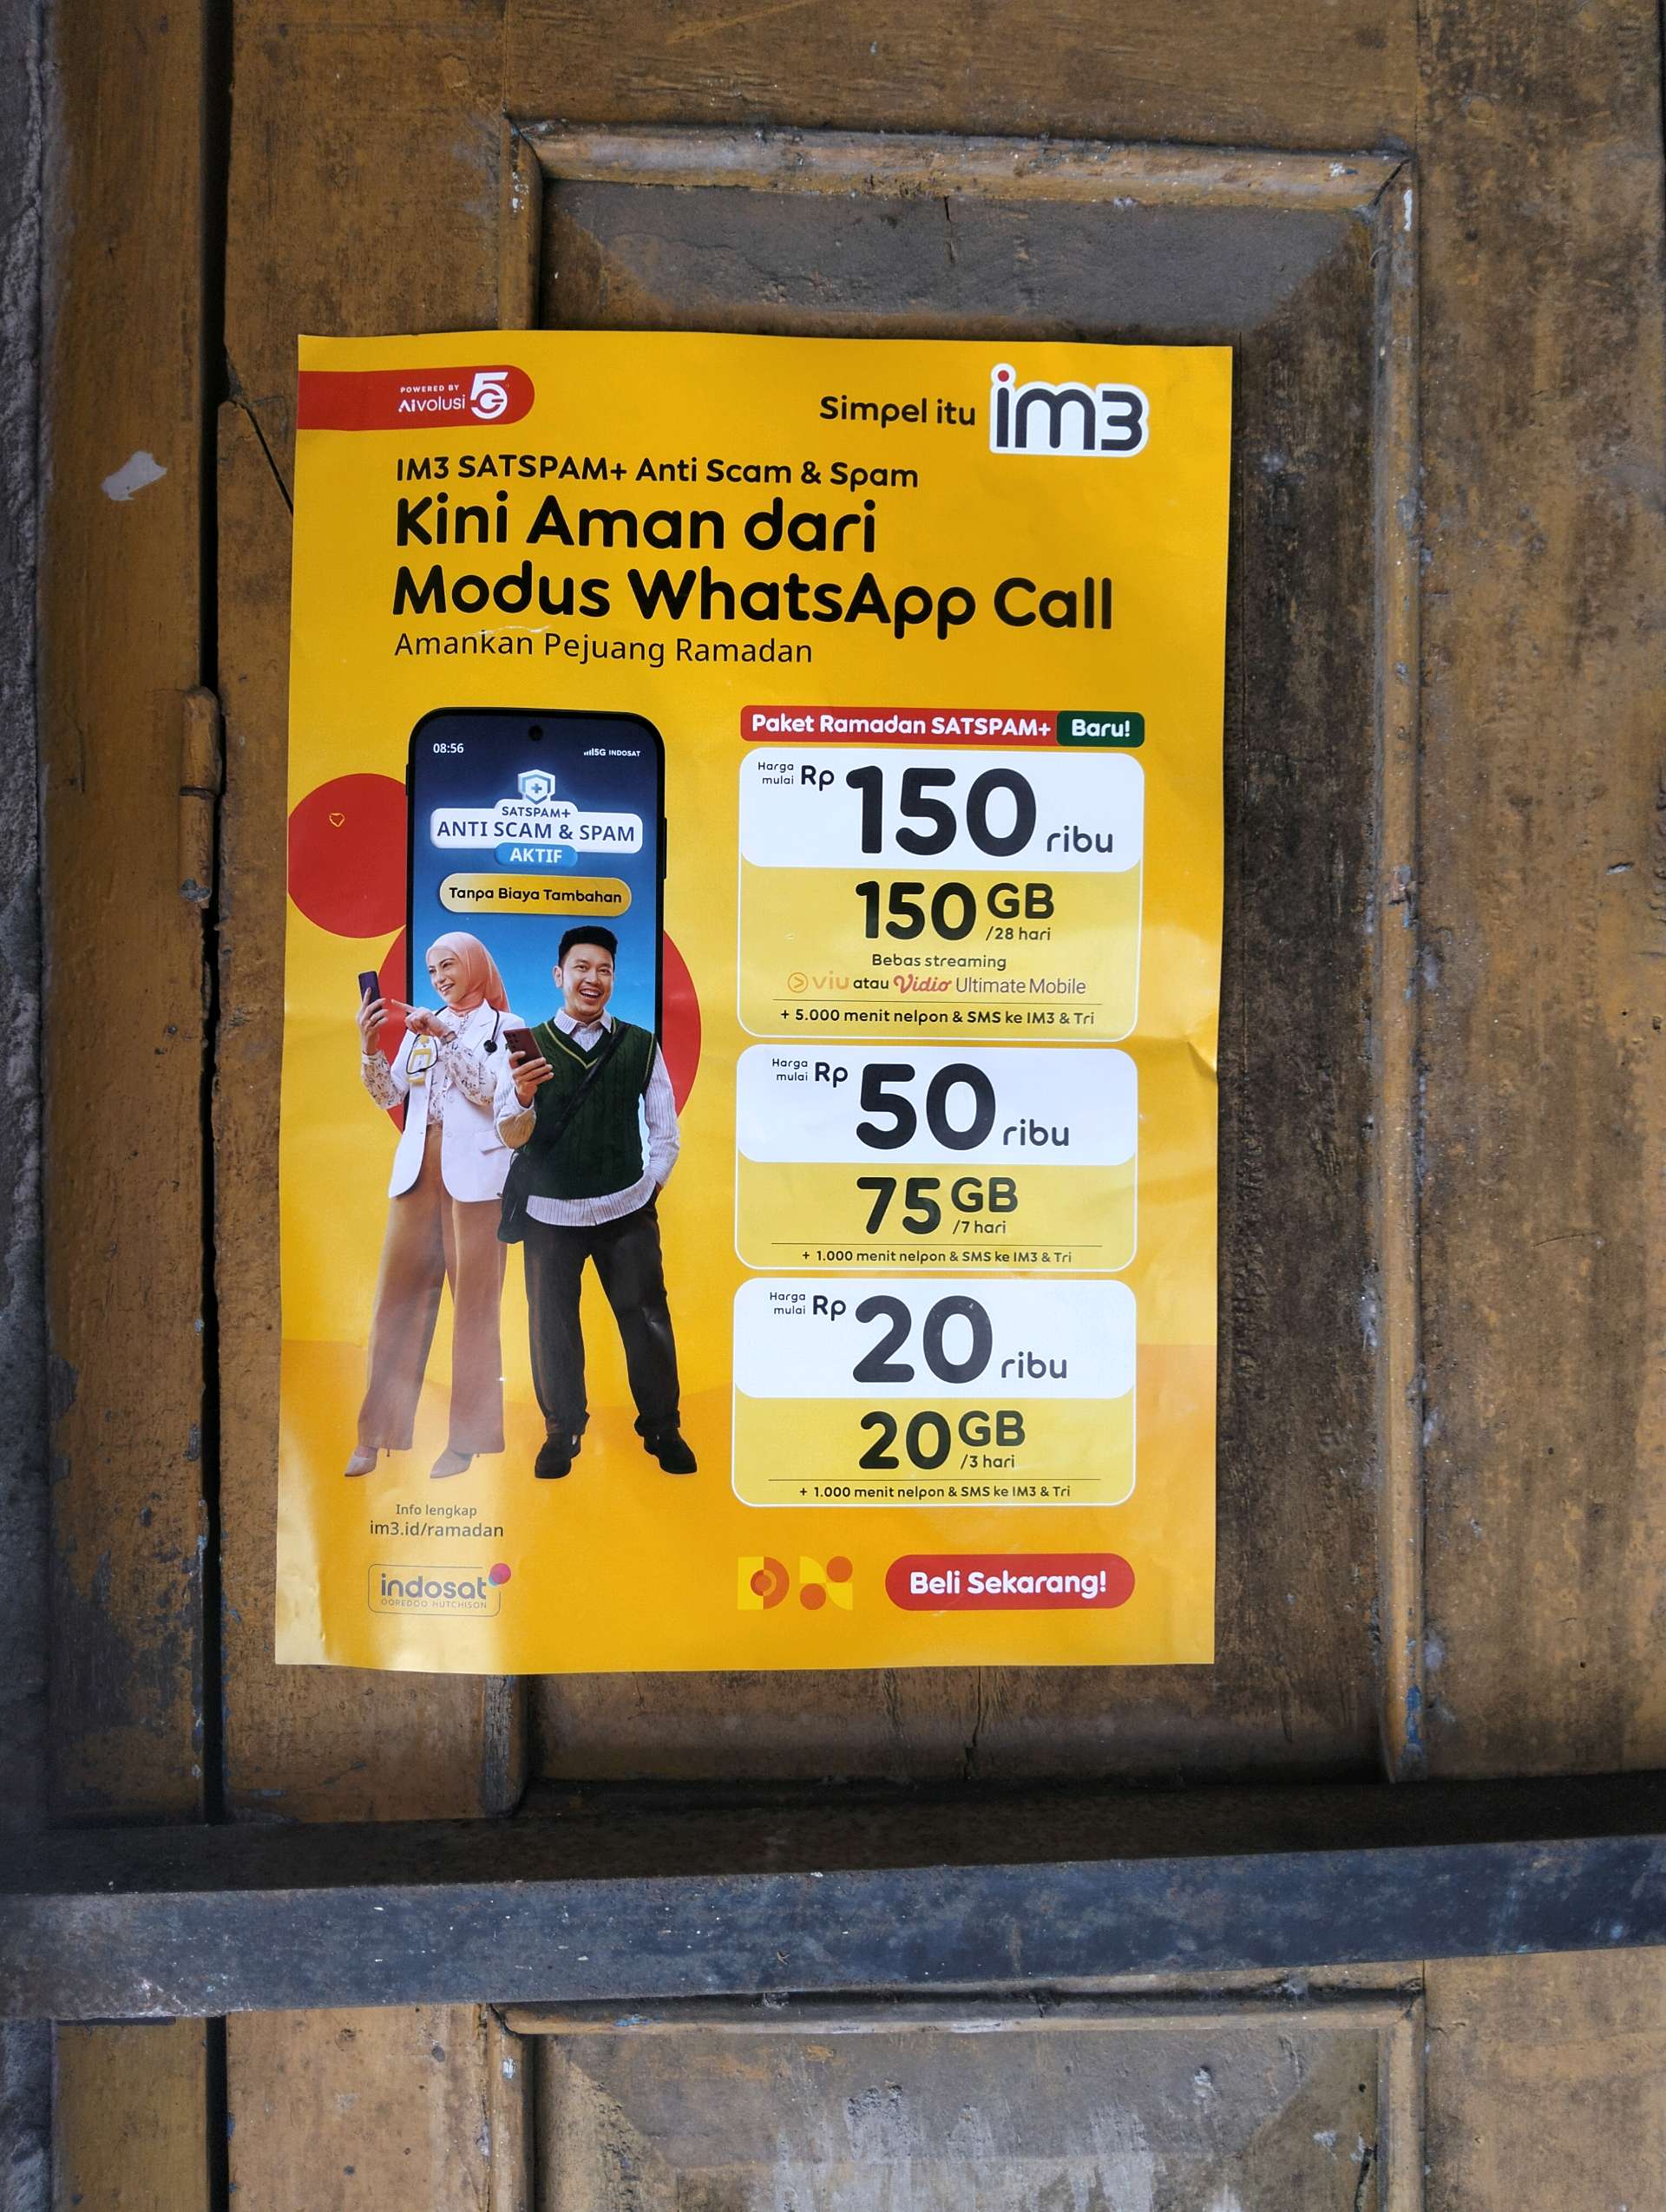 POWERED BY
AIvolusi 5G
Simpel itu im3
IM3 SATSPAM+ Anti Scam & Spam
Kini Aman dari
Modus WhatsApp Call
Amankan Pejuang Ramadan
08:56
5G INDOSAT
SATSPAM+
ANTI SCAM & SPAM
AKTIF
Tanpa Biaya Tambahan
Paket Ramadan SATSPAM+ Baru!
Harga mulai Rp 150 ribu
150 GB
/28 hari
Bebas streaming
viu atau Vidio Ultimate Mobile
+ 5.000 menit nelpon & SMS ke IM3 & Tri
Harga mulai Rp 50 ribu
75 GB
/7 hari
+ 1.000 menit nelpon & SMS ke IM3 & Tri
Harga mulai Rp 20 ribu
20 GB
/3 hari
+ 1.000 menit nelpon & SMS ke IM3 & Tri
Info lengkap
im3.id/ramadan
indosat
OOREDOO HUTCHISON
Beli Sekarang!